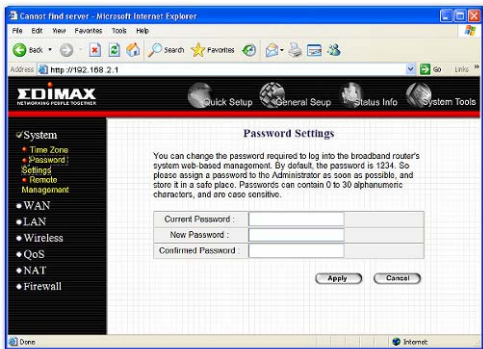 Cannot find server - Microsoft Internet Explorer
File Edit View Favorites Tools Help
Back Search Favorites
Address http://192.168.2.1 Go Links »
EDIMAX
NETWORKING PEOPLE TOGETHER
Quick Setup General Seup Status Info System Tools
System
Time Zone
Password Settings
Remote Management
WAN
LAN
Wireless
QoS
NAT
Firewall
Password Settings
You can change the password required to log into the broadband router's
system web-based management. By default, the password is 1234. So
please assign a password to the Administrator as soon as possible, and
store it in a safe place. Passwords can contain 0 to 30 alphanumeric
characters, and are case sensitive.
Current Password :
New Password :
Confirmed Password :
Apply Cancel
Done Internet